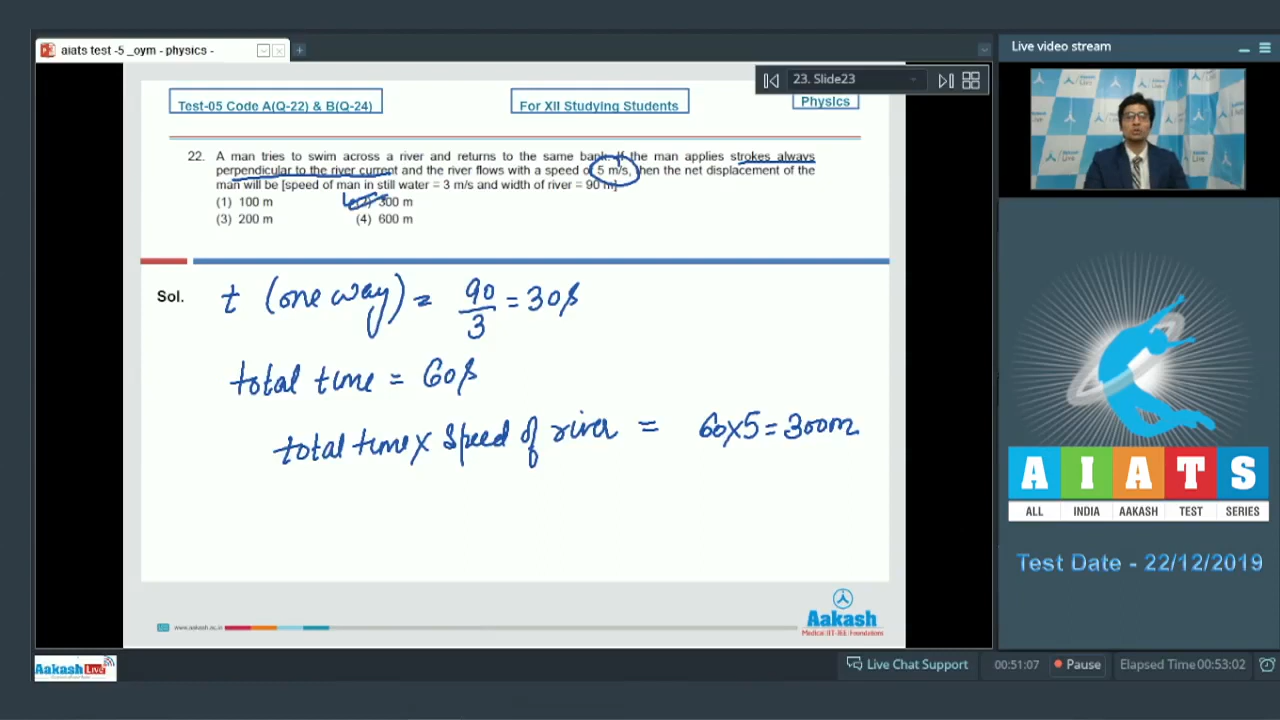 aiats test -5 _oym - physics -
Live video stream
23. Slide23
Test-05 Code A(Q-22) & B(Q-24)
For XII Studying Students
Physics
22. A man tries to swim across a river and returns to the same bank. If the man applies strokes always
perpendicular to the river current and the river flows with a speed of 5 m/s, then the net displacement of the
man will be [speed of man in still water = 3 m/s and width of river = 90 m]
(1) 100 m
(2) 300 m
(3) 200 m
(4) 600 m
Sol.
t (one way) = 90/3 = 30s
total time = 60s
total time x speed of river = 60x5 = 300m
www.aakash.ac.in
Aakash
Medical|IIT-JEE|Foundations
A I A T S
ALL INDIA AAKASH TEST SERIES
Test Date - 22/12/2019
Aakash Live
Live Chat Support
00:51:07
Pause
Elapsed Time 00:53:02